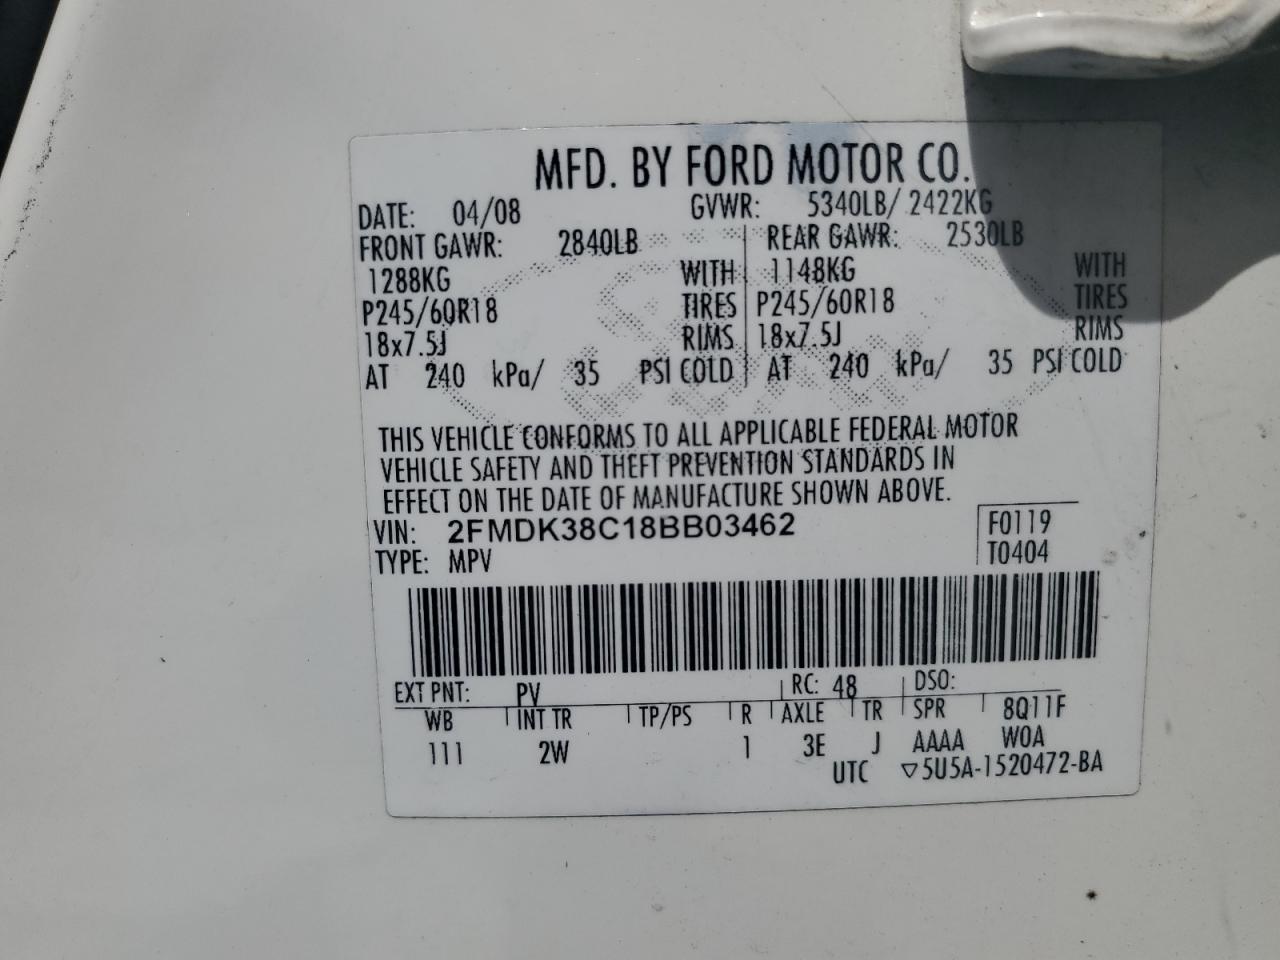 MFD. BY FORD MOTOR CO.
DATE: 04/08 GVWR: 5340LB/ 2422KG
FRONT GAWR: 2840LB REAR GAWR: 2530LB
1288KG WITH 1148KG WITH
P245/60R18 TIRES P245/60R18 TIRES
18x7.5J RIMS 18x7.5J RIMS
AT 240 kPa/ 35 PSI COLD AT 240 kPa/ 35 PSI COLD
THIS VEHICLE CONFORMS TO ALL APPLICABLE FEDERAL MOTOR
VEHICLE SAFETY AND THEFT PREVENTION STANDARDS IN
EFFECT ON THE DATE OF MANUFACTURE SHOWN ABOVE.
VIN: 2FMDK38C18BB03462 F0119
TYPE: MPV T0404
EXT PNT: PV RC: 48 DSO:
WB INT TR TP/PS R AXLE TR SPR 8Q11F
111 2W 1 3E J AAAA W0A
UTC ▽5U5A-1520472-BA